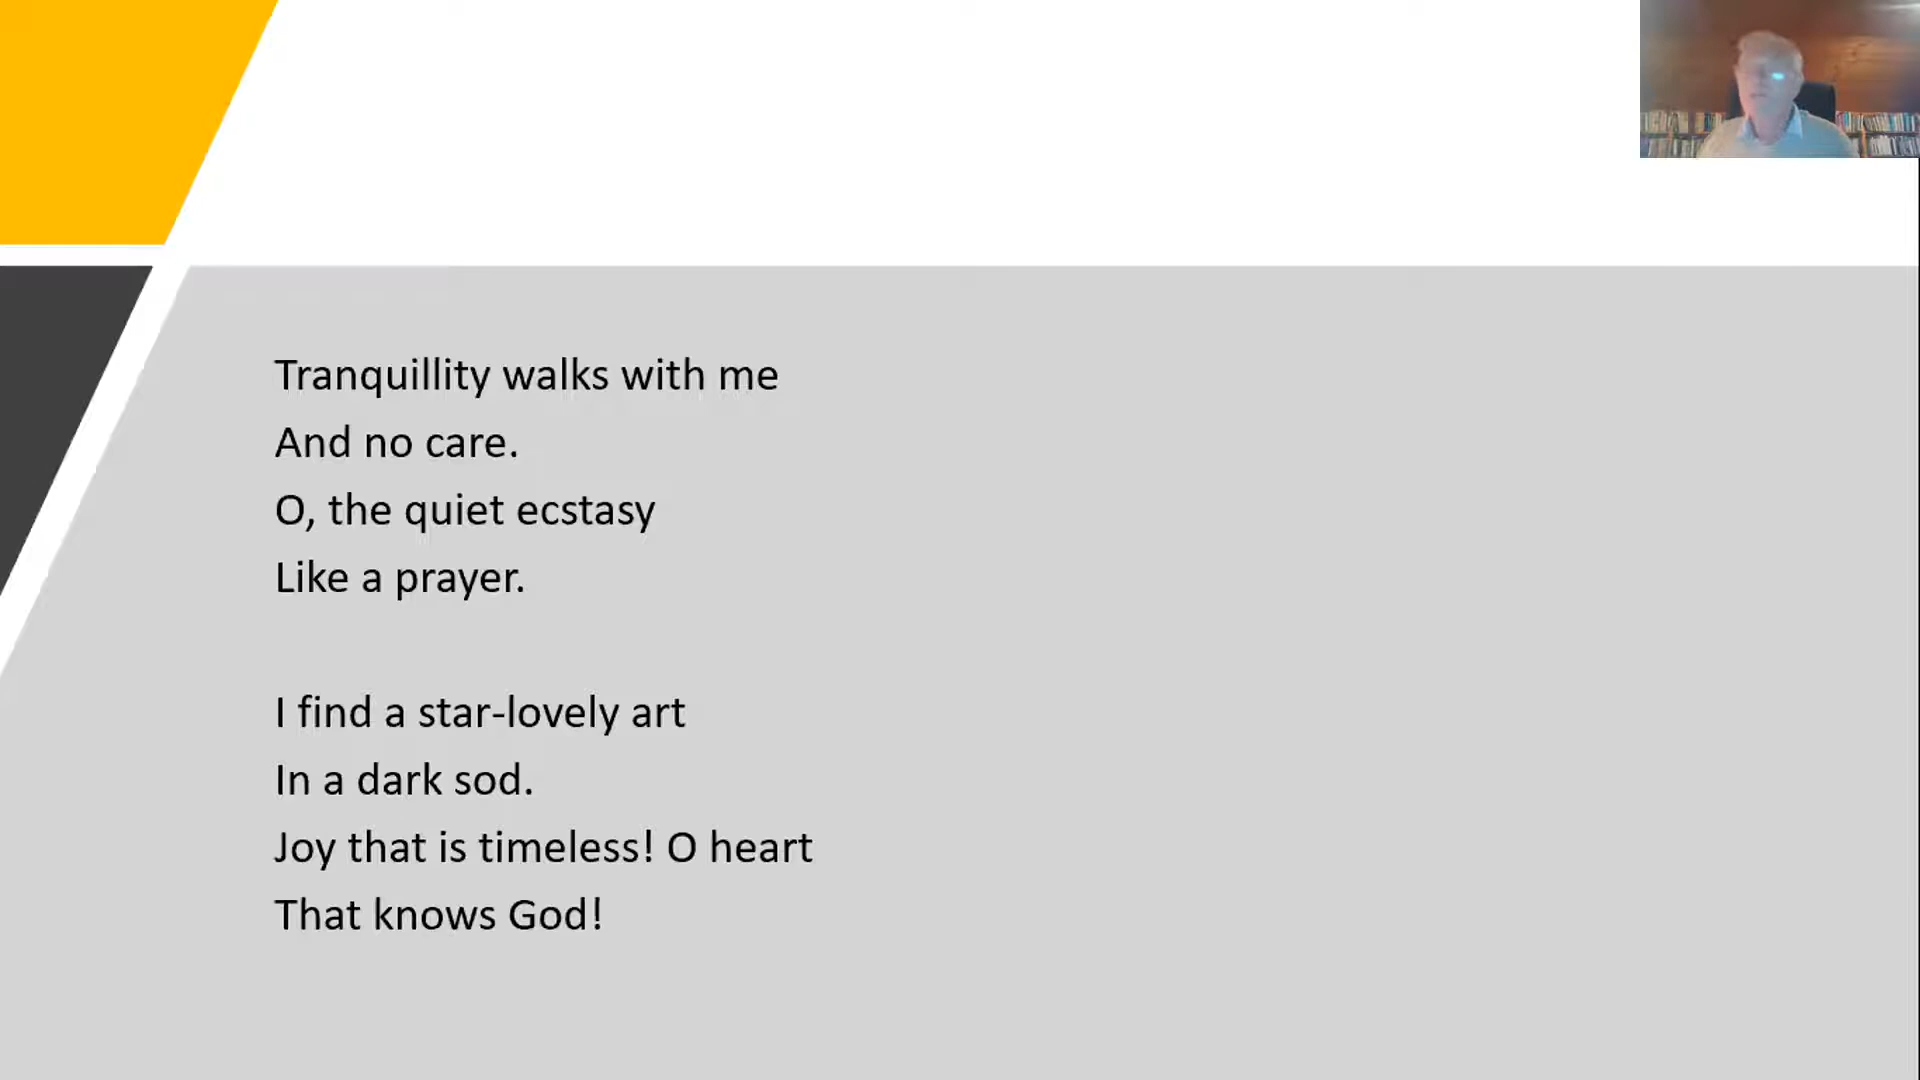 Tranquillity walks with me
And no care.
O, the quiet ecstasy
Like a prayer.
I find a star-lovely art
In a dark sod.
Joy that is timeless! O heart
That knows God!